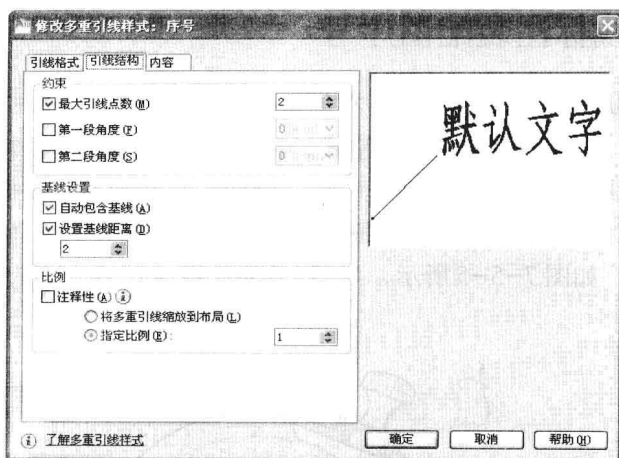 修改多重引线样式：序号
引线格式 引线结构 内容
约束
最大引线点数(M) 2
第一段角度(F) 0
第二段角度(S) 0
基线设置
自动包含基线(A)
设置基线距离(D)
2
比例
注释性(A)
将多重引线缩放到布局(L)
指定比例(E): 1
默认文字
了解多重引线样式
确定 取消 帮助(H)